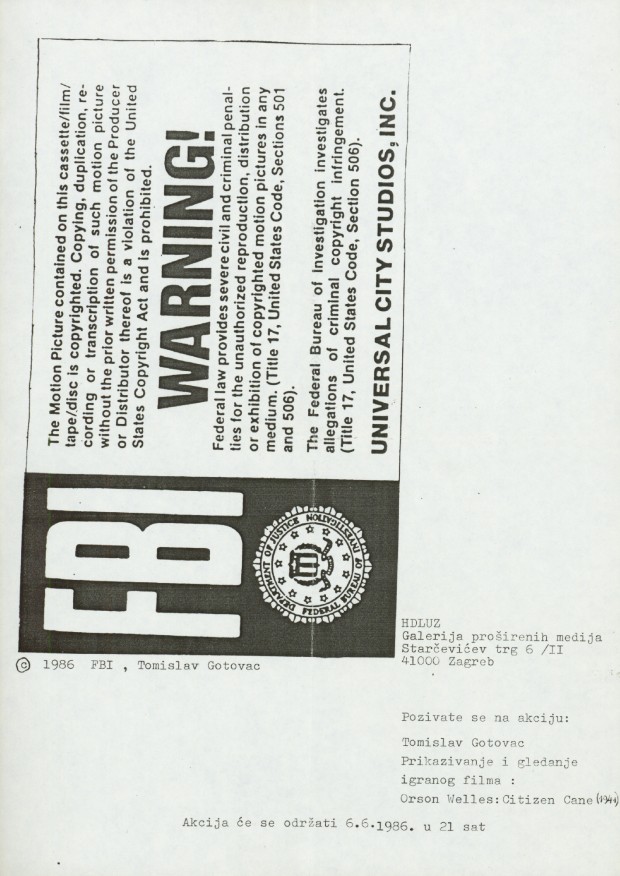 The Motion Picture contained on this cassette/film/
tape/disc is copyrighted. Copying, duplication, re-
cording or transcription of such motion picture
without the prior written permission of the Producer
or Distributor thereof is a violation of the United
States Copyright Act and is prohibited.
WARNING!
Federal law provides severe civil and criminal penal-
ties for the unauthorized reproduction, distribution
or exhibition of copyrighted motion pictures in any
medium. (Title 17, United States Code, Sections 501
and 506).
The Federal Bureau of Investigation investigates
allegations of criminal copyright infringement.
(Title 17, United States Code, Section 506).
UNIVERSAL CITY STUDIOS, INC.
FBI
DEPARTMENT OF JUSTICE
FEDERAL BUREAU OF INVESTIGATION
© 1986 FBI , Tomislav Gotovac
HDLUZ
Galerija proširenih medija
Starčevićev trg 6 /II
41000 Zagreb
Pozivate se na akciju:
Tomislav Gotovac
Prikazivanje i gledanje
igranog filma :
Orson Welles:Citizen Cane (1941)
Akcija će se održati 6.6.1986. u 21 sat